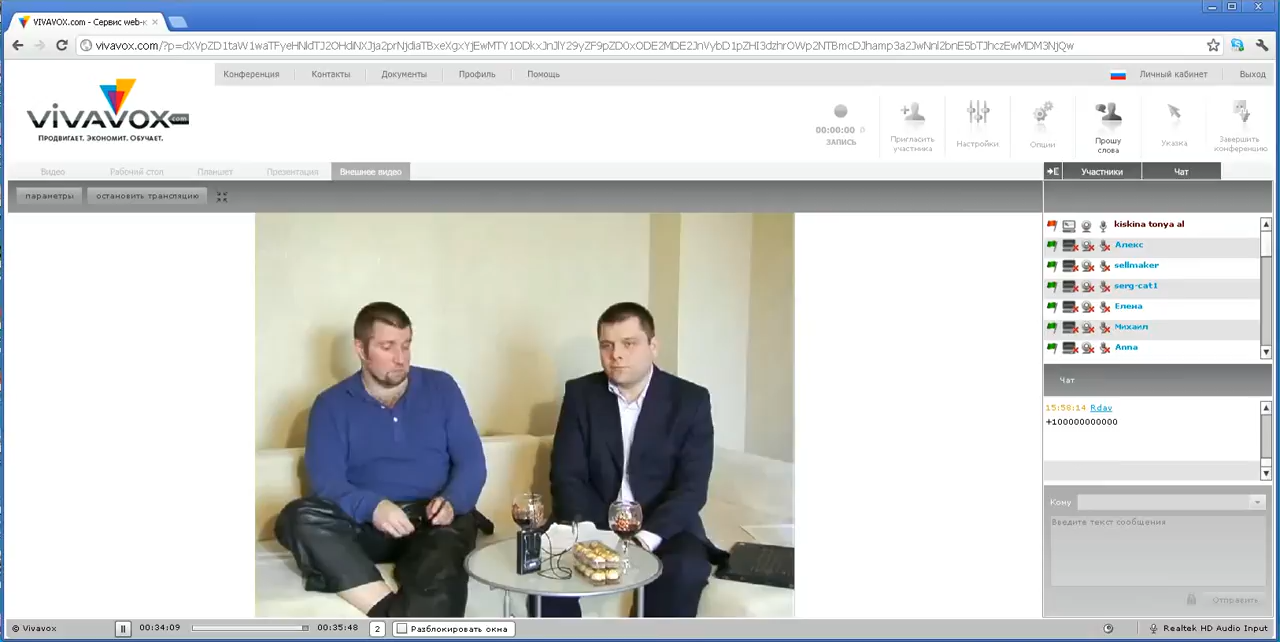 VIVAVOX.com - Сервис web-к
vivavox.com
Конференция Контакты Документы Профиль Помощь Личный кабинет Выход
vivavox.com
ПРОДВИГАЕТ. ЭКОНОМИТ. ОБУЧАЕТ.
00:00:00 0
ЗАПИСЬ
Пригласить
участника
Настройки
Опции
Прошу
слова
Указка
Завершить
конференцию
Видео Рабочий стол Планшет Презентация Внешнее видео
Участники Чат
параметры остановить трансляцию
kiskina tonya al
Алекс
sellmaker
serg-cat1
Елена
Михаил
Anna
Чат
15:58:14 Rday
+100000000000
Кому
Введите текст сообщения
Отправить
© Vivavox 00:34:09 00:35:48 2 Разблокировать окна Realtek HD Audio Input